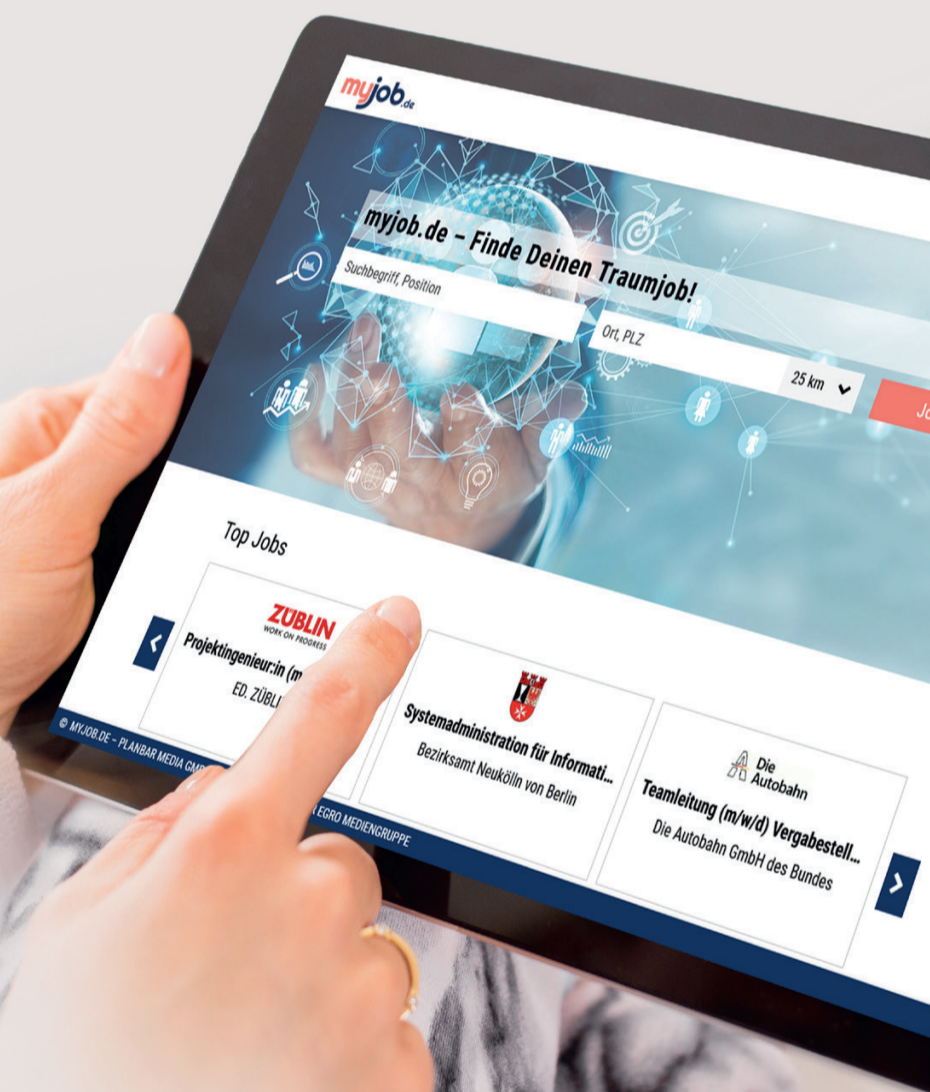 myjob.de
myjob.de – Finde Deinen Traumjob!
Suchbegriff, Position
Ort, PLZ
25 km
Top Jobs
ZÜBLIN
WORK ON PROGRESS
Projektingenieur:in (m
ED. ZÜBLI
Systemadministration für Informati...
Bezirksamt Neukölln von Berlin
Die
Autobahn
Teamleitung (m/w/d) Vergabestell...
Die Autobahn GmbH des Bundes
© MYJOB.DE – PLANBAR MEDIA GMB
EGRO MEDIENGRUPPE